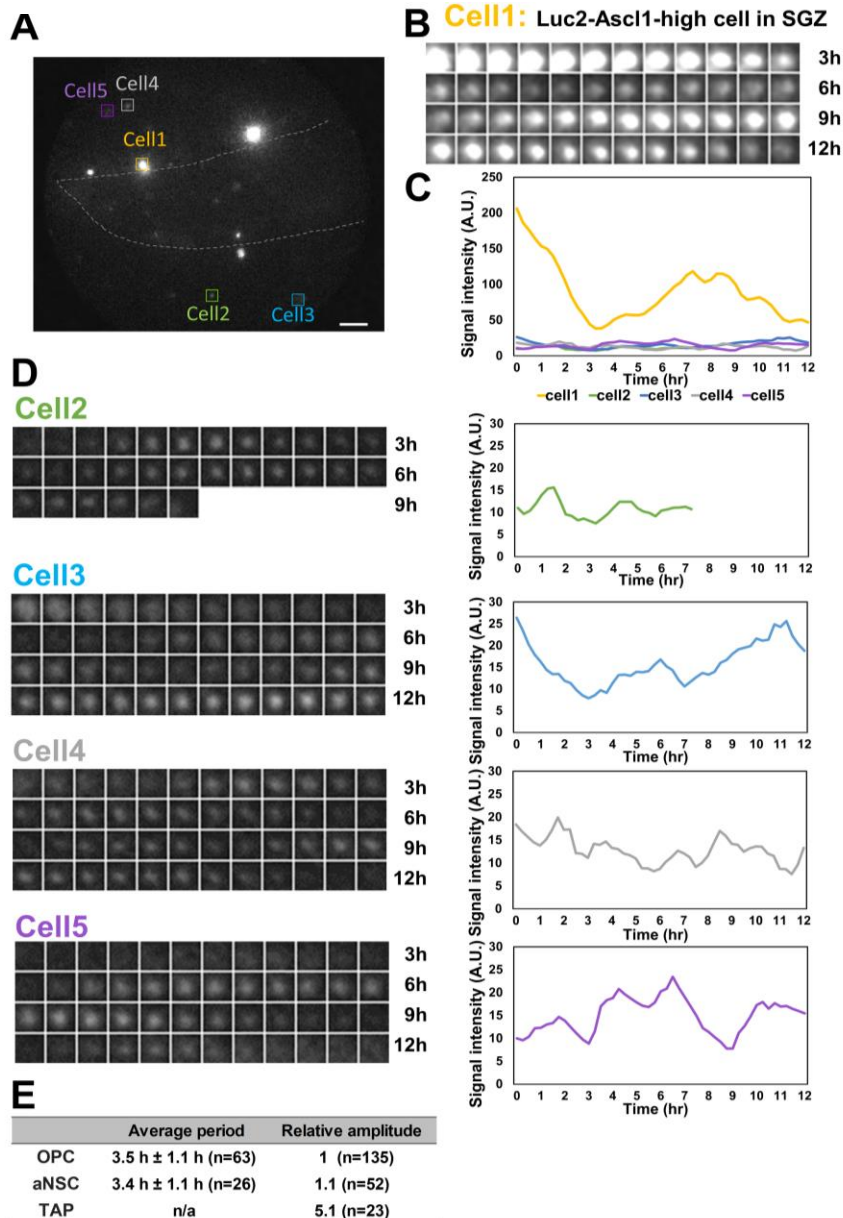 A
Cell5
Cell4
Cell1
Cell2
Cell3
B
Cell1: Luc2-Ascl1-high cell in SGZ
3h
6h
9h
12h
C
Signal intensity (A.U.)
250
200
150
100
50
0
0 1 2 3 4 5 6 7 8 9 10 11 12
Time (hr)
cell1 cell2 cell3 cell4 cell5
D
Cell2
3h
6h
9h
Signal intensity (A.U.)
30
25
20
15
10
5
0
0 1 2 3 4 5 6 7 8 9 10 11 12
Time (hr)
Cell3
3h
6h
9h
12h
Signal intensity (A.U.)
30
25
20
15
10
5
0
0 1 2 3 4 5 6 7 8 9 10 11 12
Cell4
3h
6h
9h
12h
Signal intensity (A.U.)
30
25
20
15
10
5
0
0 1 2 3 4 5 6 7 8 9 10 11 12
Cell5
3h
6h
9h
12h
Signal intensity (A.U.)
30
25
20
15
10
5
0
0 1 2 3 4 5 6 7 8 9 10 11 12
Time (hr)
E
Average period Relative amplitude
OPC 3.5 h ± 1.1 h (n=63) 1 (n=135)
aNSC 3.4 h ± 1.1 h (n=26) 1.1 (n=52)
TAP n/a 5.1 (n=23)